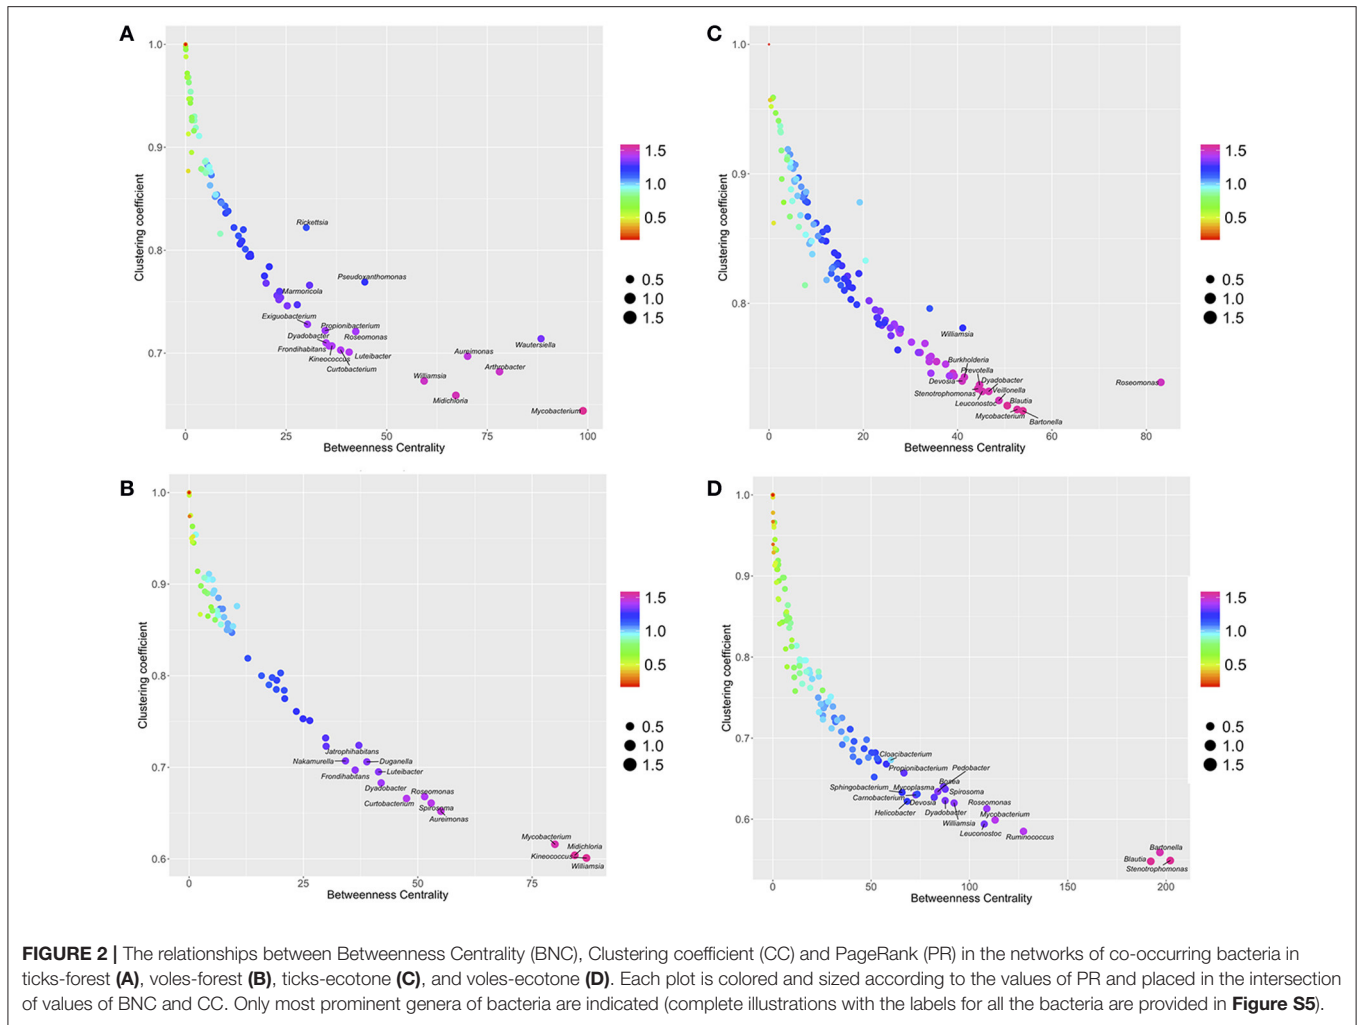 A
1.0
0.9
0.8
0.7
Clustering coefficient
Rickettsia
Pseudoxanthomonas
Marmoricola
Exiguobacterium
Propionibacterium
Dyadobacter
Roseomonas
Frondihabitans
Kineococcus
Luteibacter
Curtobacterium
Wautersiella
Aureimonas
Arthrobacter
Williamsia
Midichloria
Mycobacterium
0
25
50
75
100
Betweenness Centrality
1.5
1.0
0.5
0.5
1.0
1.5
C
1.0
0.9
0.8
Clustering coefficient
Williamsia
Burkholderia
Prevotella
Devosia
Dyadobacter
Stenotrophomonas
Veillonella
Leuconostoc
Blautia
Mycobacterium
Bartonella
Roseomonas
0
20
40
60
80
Betweenness Centrality
1.5
1.0
0.5
0.5
1.0
1.5
B
1.0
0.9
0.8
0.7
0.6
Clustering coefficient
Jatrophihabitans
Nakamurella
Duganella
Frondihabitans
Luteibacter
Dyadobacter
Roseomonas
Curtobacterium
Spirosoma
Aureimonas
Mycobacterium
Midichloria
Kineococcus
Williamsia
0
25
50
75
Betweenness Centrality
1.5
1.0
0.5
0.5
1.0
1.5
D
1.0
0.9
0.8
0.7
0.6
Clustering coefficient
Cloacibacterium
Propionibacterium
Pedobacter
Bosea
Sphingobacterium
Mycoplasma
Spirosoma
Carnobacterium
Devosia
Roseomonas
Helicobacter
Dyadobacter
Mycobacterium
Williamsia
Leuconostoc
Ruminococcus
Bartonella
Blautia
Stenotrophomonas
0
50
100
150
200
Betweenness Centrality
1.5
1.0
0.5
0.5
1.0
1.5
FIGURE 2 | The relationships between Betweenness Centrality (BNC), Clustering coefficient (CC) and PageRank (PR) in the networks of co-occurring bacteria in
ticks-forest (A), voles-forest (B), ticks-ecotone (C), and voles-ecotone (D). Each plot is colored and sized according to the values of PR and placed in the intersection
of values of BNC and CC. Only most prominent genera of bacteria are indicated (complete illustrations with the labels for all the bacteria are provided in Figure S5).